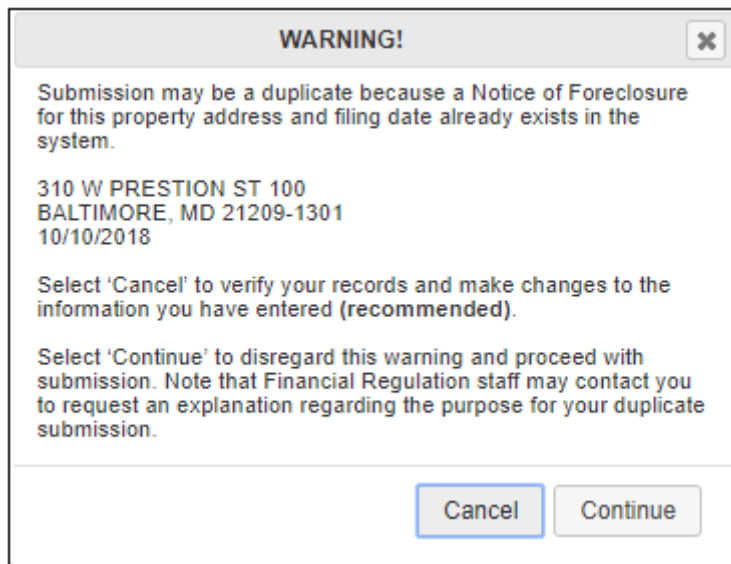 WARNING!
Submission may be a duplicate because a Notice of Foreclosure
for this property address and filing date already exists in the
system.
310 W PRESTION ST 100
BALTIMORE, MD 21209-1301
10/10/2018
Select ‘Cancel’ to verify your records and make changes to the
information you have entered (recommended).
Select ‘Continue’ to disregard this warning and proceed with
submission. Note that Financial Regulation staff may contact you
to request an explanation regarding the purpose for your duplicate
submission.
Cancel Continue